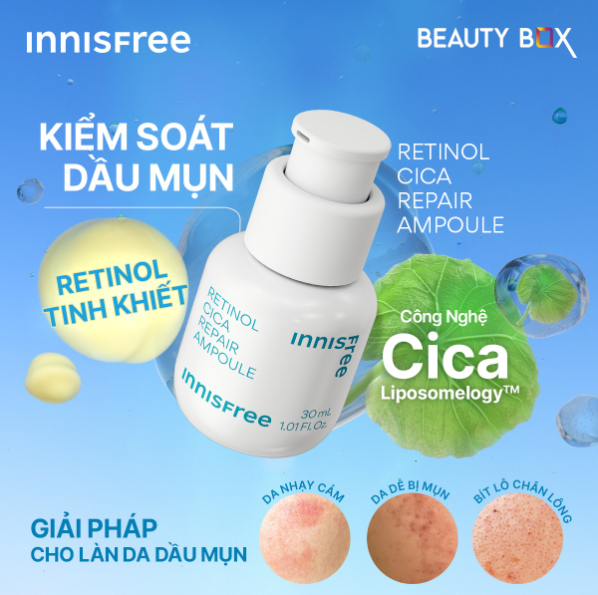 INNISFREE
BEAUTY BOX
KIỂM SOÁT
DẦU MỤN
RETINOL
CICA
REPAIR
AMPOULE
RETINOL
TINH KHIẾT
RETINOL
CICA
REPAIR
AMPOULE
INNISFREE
INNISFREE
30 mL
1.01 Fl. Oz.
Công Nghệ
Cica
Liposomelogy™
DA NHẠY CẢM
DA DỄ BỊ MỤN
BÍT LỖ CHÂN LÔNG
GIẢI PHÁP
CHO LÀN DA DẦU MỤN